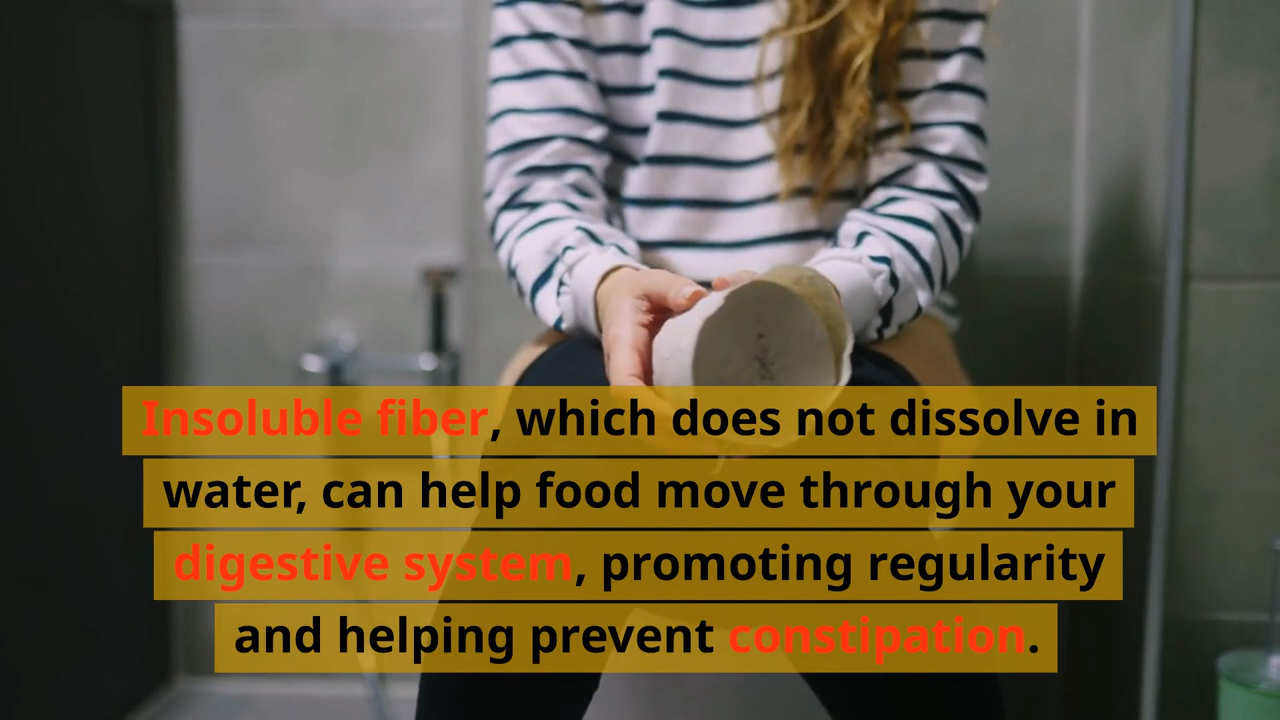 Insoluble fiber, which does not dissolve in
water, can help food move through your
digestive system, promoting regularity
and helping prevent constipation.